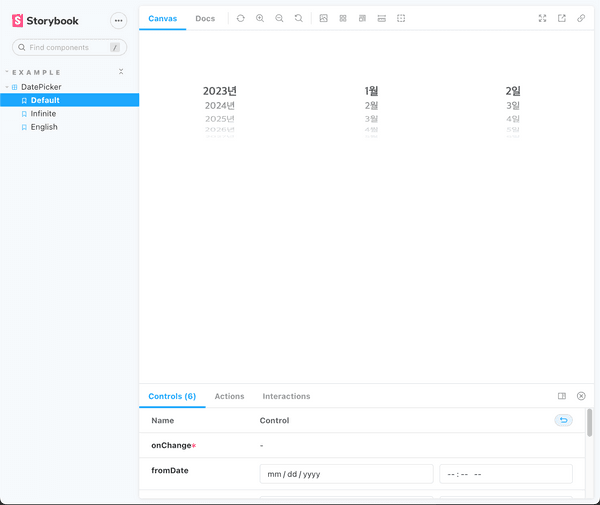 Storybook
Find components /
EXAMPLE
DatePicker
Default
Infinite
English
Canvas Docs
2023년 1월 2일
2024년 2월 3일
2025년 3월 4일
2026년 4월 5일
Controls (6) Actions Interactions
Name Control
onChange* -
fromDate mm / dd / yyyy -- : -- --